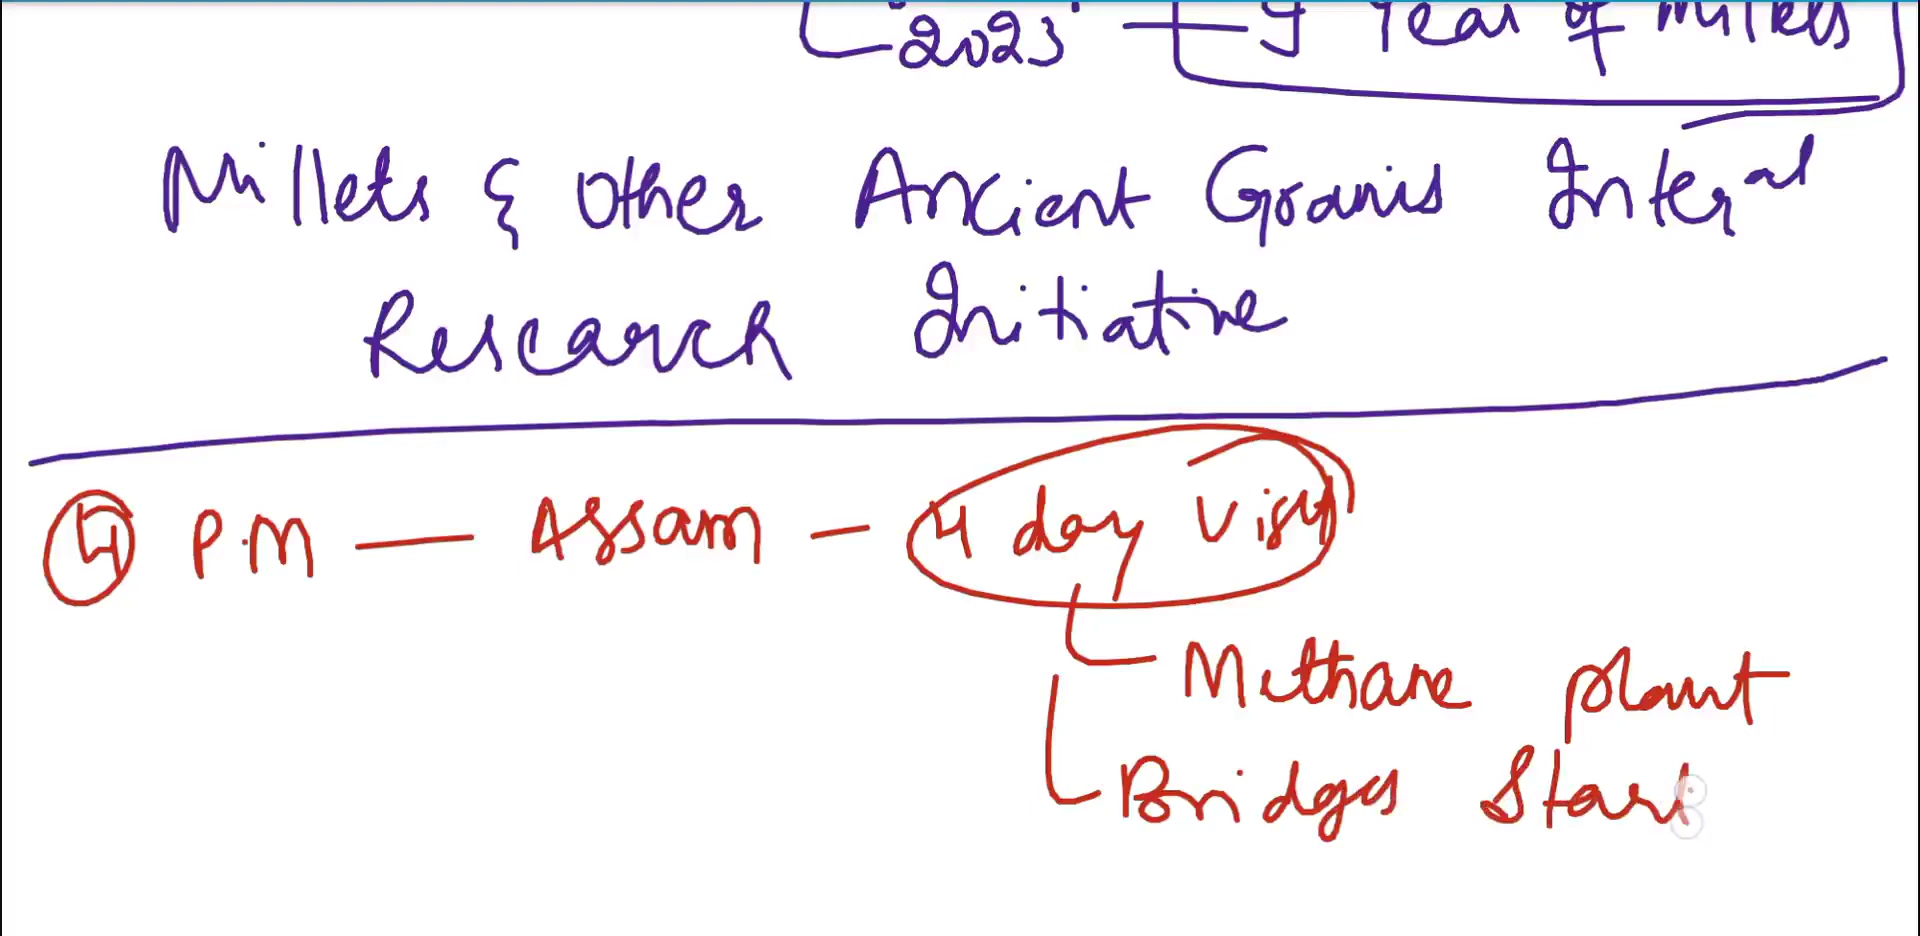 2023 — Year of Millets
Millets & Other Ancient Grains Internal
Research Initiative
4 P.M — Assam — 4 day Visit
Methane plant
Bridges Start